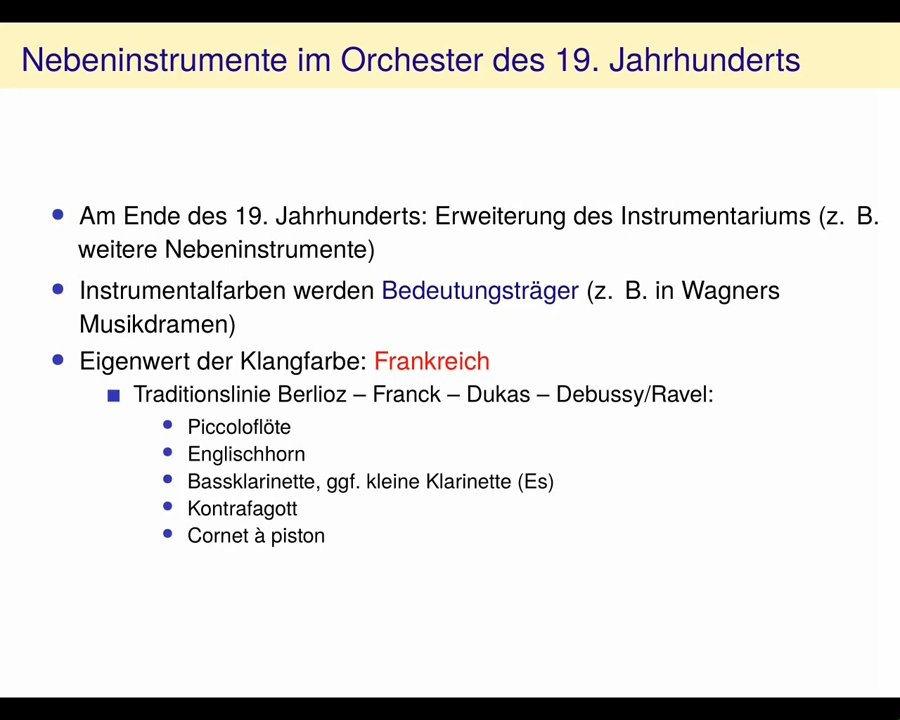 Nebeninstrumente im Orchester des 19. Jahrhunderts
Am Ende des 19. Jahrhunderts: Erweiterung des Instrumentariums (z. B.
weitere Nebeninstrumente)
Instrumentalfarben werden Bedeutungsträger (z. B. in Wagners
Musikdramen)
Eigenwert der Klangfarbe: Frankreich
Traditionslinie Berlioz – Franck – Dukas – Debussy/Ravel:
Piccoloflöte
Englischhorn
Bassklarinette, ggf. kleine Klarinette (Es)
Kontrafagott
Cornet à piston